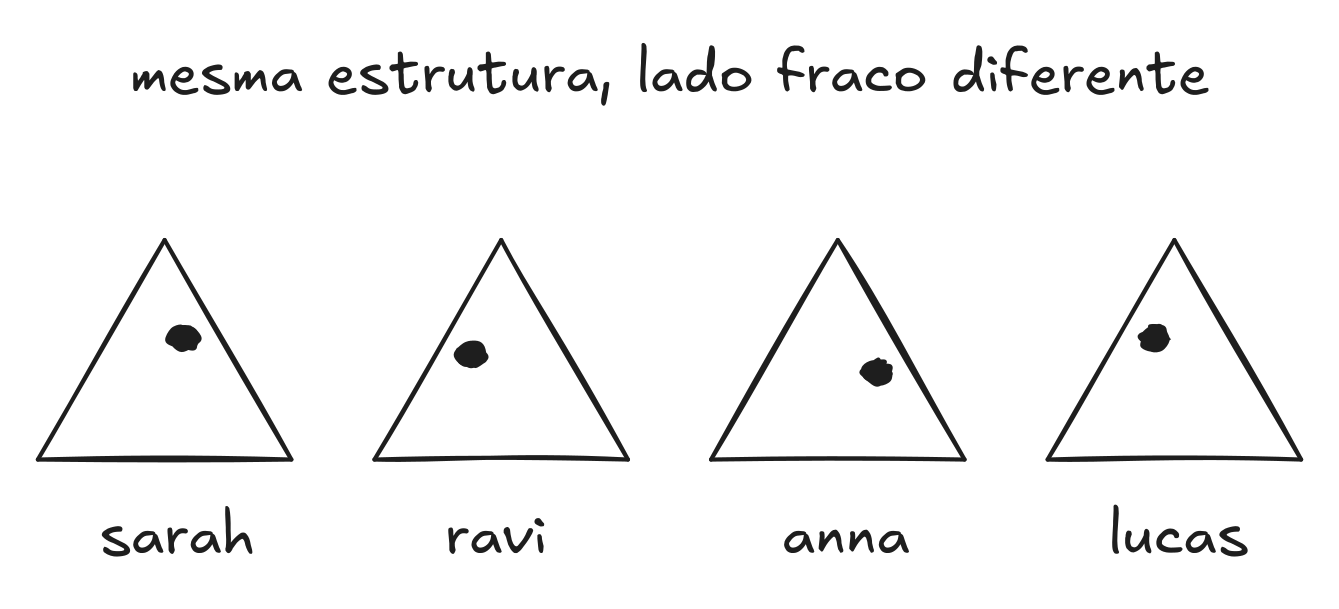 mesma estrutura, lado fraco diferente
sarah
ravi
anna
lucas